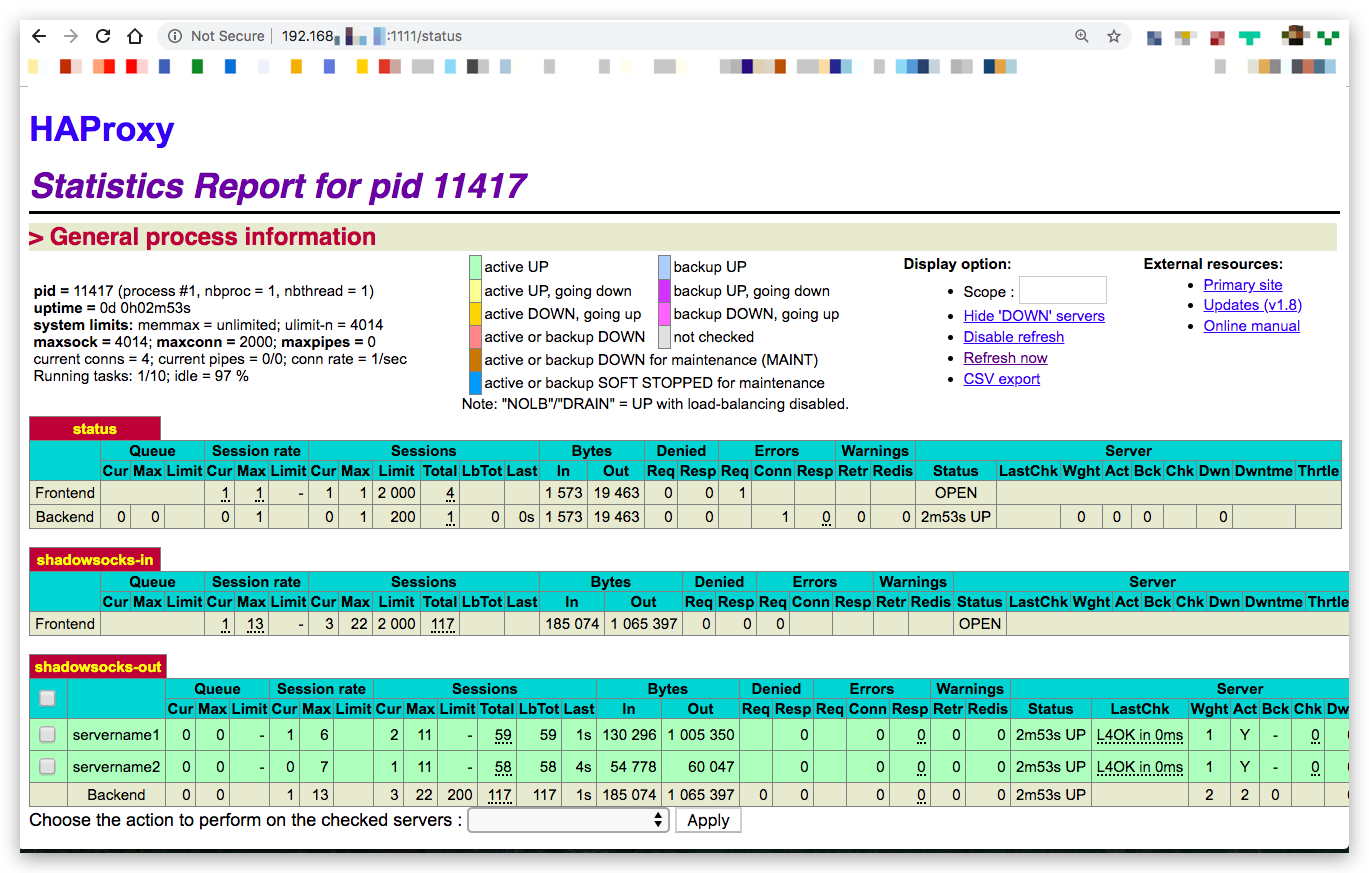 Not Secure | 192.168. :1111/status
HAProxy
Statistics Report for pid 11417
> General process information
pid = 11417 (process #1, nbproc = 1, nbthread = 1)
uptime = 0d 0h02m53s
system limits: memmax = unlimited; ulimit-n = 4014
maxsock = 4014; maxconn = 2000; maxpipes = 0
current conns = 4; current pipes = 0/0; conn rate = 1/sec
Running tasks: 1/10; idle = 97 %
active UP backup UP
active UP, going down backup UP, going down
active DOWN, going up backup DOWN, going up
active or backup DOWN not checked
active or backup DOWN for maintenance (MAINT)
active or backup SOFT STOPPED for maintenance
Note: "NOLB"/"DRAIN" = UP with load-balancing disabled.
Display option:
• Scope :
• Hide 'DOWN' servers
• Disable refresh
• Refresh now
• CSV export
External resources:
• Primary site
• Updates (v1.8)
• Online manual
status
Queue Session rate Sessions Bytes Denied Errors Warnings Server
Cur Max Limit Cur Max Limit Cur Max Limit Total LbTot Last In Out Req Resp Req Conn Resp Retr Redis Status LastChk Wght Act Bck Chk Dwn Dwntme Thrtle
Frontend 1 1 - 1 1 2 000 4 1 573 19 463 0 0 1 OPEN
Backend 0 0 0 1 0 1 200 1 0 0s 1 573 19 463 0 0 1 0 0 0 2m53s UP 0 0 0 0
shadowsocks-in
Queue Session rate Sessions Bytes Denied Errors Warnings Server
Cur Max Limit Cur Max Limit Cur Max Limit Total LbTot Last In Out Req Resp Req Conn Resp Retr Redis Status LastChk Wght Act Bck Chk Dwn Dwntme Thrtle
Frontend 1 13 - 3 22 2 000 117 185 074 1 065 397 0 0 0 OPEN
shadowsocks-out
Queue Session rate Sessions Bytes Denied Errors Warnings Server
Cur Max Limit Cur Max Limit Cur Max Limit Total LbTot Last In Out Req Resp Req Conn Resp Retr Redis Status LastChk Wght Act Bck Chk Dw
servername1 0 0 - 1 6 2 11 - 59 59 1s 130 296 1 005 350 0 0 0 0 0 2m53s UP L4OK in 0ms 1 Y - 0
servername2 0 0 - 0 7 1 11 - 58 58 4s 54 778 60 047 0 0 0 0 0 2m53s UP L4OK in 0ms 1 Y - 0
Backend 0 0 1 13 3 22 200 117 117 1s 185 074 1 065 397 0 0 0 0 0 0 2m53s UP 2 2 0
Choose the action to perform on the checked servers : Apply